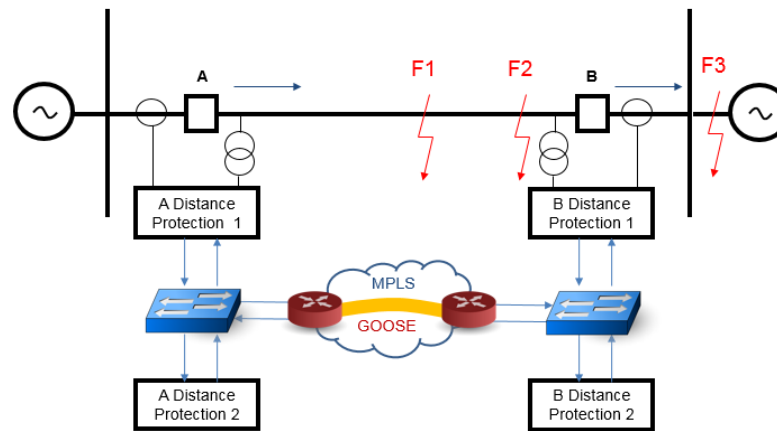 A
F1
F2
B
F3
A Distance
Protection 1
B Distance
Protection 1
MPLS
GOOSE
A Distance
Protection 2
B Distance
Protection 2